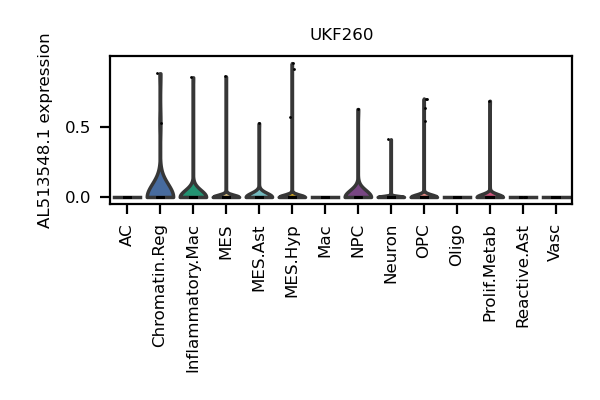 UKF260
AL513548.1 expression
0.5
0.0
AC
Chromatin.Reg
Inflammatory.Mac
MES
MES.Ast
MES.Hyp
Mac
NPC
Neuron
OPC
Oligo
Prolif.Metab
Reactive.Ast
Vasc